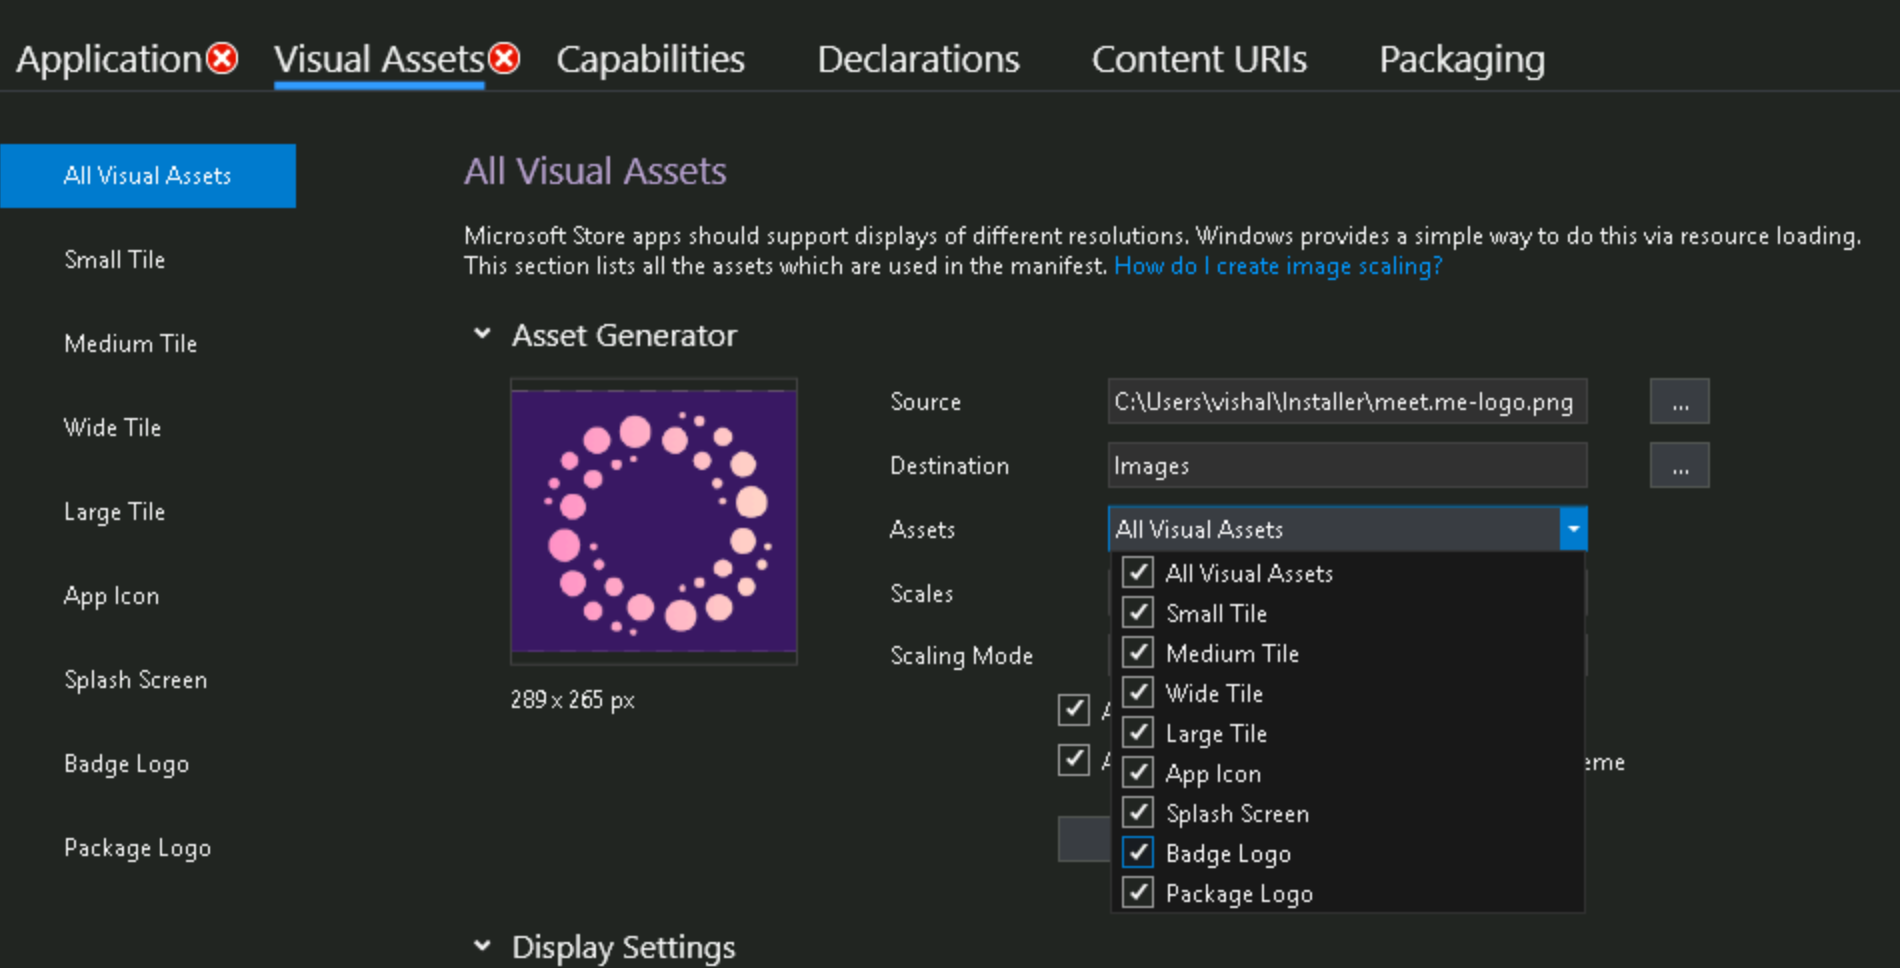 Application Visual Assets Capabilities Declarations Content URIs Packaging
All Visual Assets
Small Tile
Medium Tile
Wide Tile
Large Tile
App Icon
Splash Screen
Badge Logo
Package Logo
All Visual Assets
Microsoft Store apps should support displays of different resolutions. Windows provides a simple way to do this via resource loading.
This section lists all the assets which are used in the manifest. How do I create image scaling?
Asset Generator
289 x 265 px
Source C:\Users\vishal\Installer\meet.me-logo.png ...
Destination Images ...
Assets All Visual Assets
Scales
Scaling Mode
All Visual Assets
Small Tile
Medium Tile
Wide Tile
Large Tile
App Icon
Splash Screen
Badge Logo
Package Logo
Display Settings